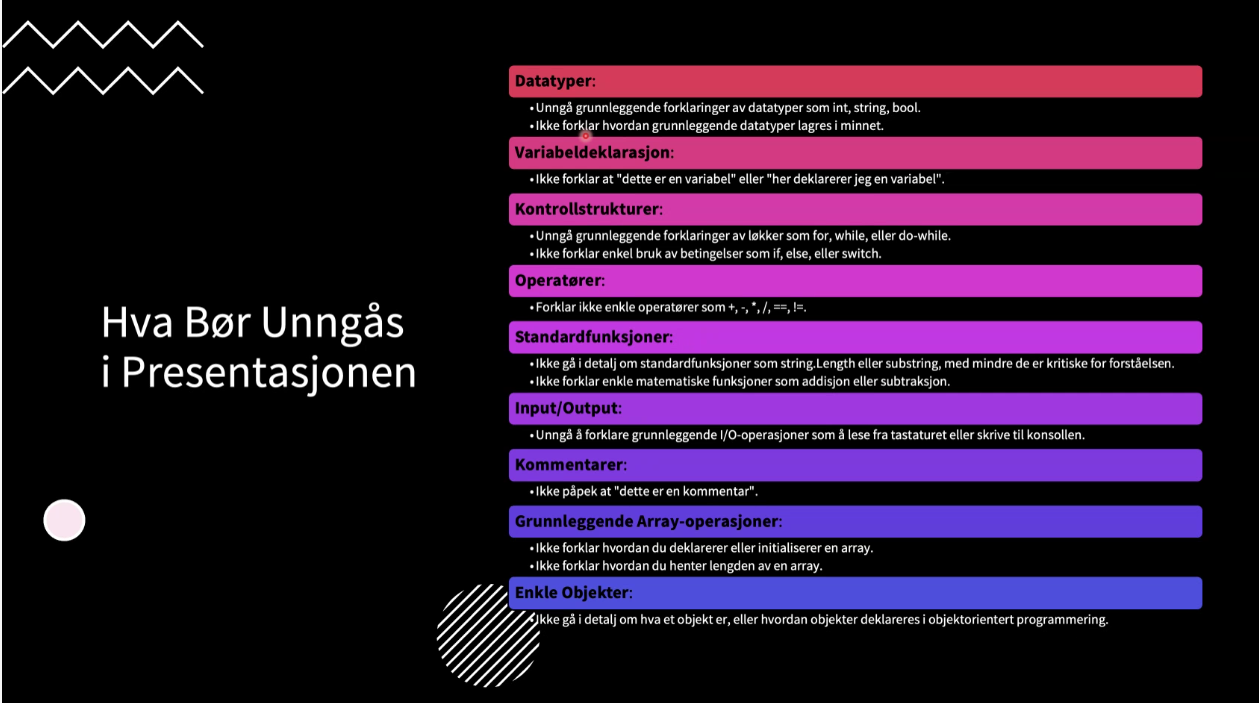 Hva Bør Unngås
i Presentasjonen
Datatyper:
•Unngå grunnleggende forklaringer av datatyper som int, string, bool.
•Ikke forklar hvordan grunnleggende datatyper lagres i minnet.
Variabeldeklarasjon:
•Ikke forklar at "dette er en variabel" eller "her deklarerer jeg en variabel".
Kontrollstrukturer:
•Unngå grunnleggende forklaringer av løkker som for, while, eller do-while.
•Ikke forklar enkel bruk av betingelser som if, else, eller switch.
Operatører:
•Forklar ikke enkle operatører som +, -, *, /, ==, !=.
Standardfunksjoner:
•Ikke gå i detalj om standardfunksjoner som string.Length eller substring, med mindre de er kritiske for forståelsen.
•Ikke forklar enkle matematiske funksjoner som addisjon eller subtraksjon.
Input/Output:
•Unngå å forklare grunnleggende I/O-operasjoner som å lese fra tastaturet eller skrive til konsollen.
Kommentarer:
•Ikke påpek at "dette er en kommentar".
Grunnleggende Array-operasjoner:
•Ikke forklar hvordan du deklarerer eller initialiserer en array.
•Ikke forklar hvordan du henter lengden av en array.
Enkle Objekter:
•Ikke gå i detalj om hva et objekt er, eller hvordan objekter deklareres i objektorientert programmering.